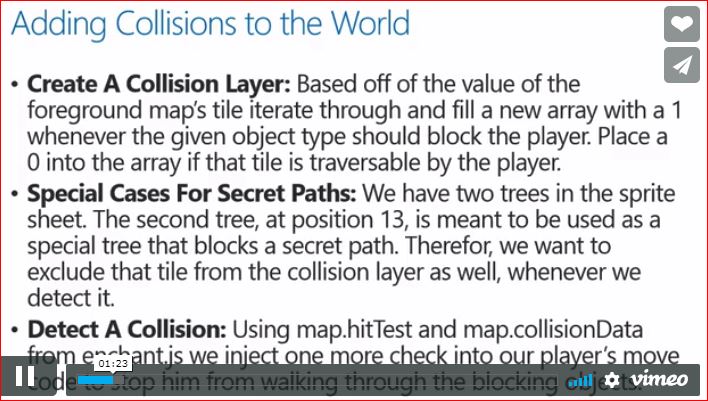 Adding Collisions to the World
• Create A Collision Layer: Based off of the value of the
foreground map's tile iterate through and fill a new array with a 1
whenever the given object type should block the player. Place a
0 into the array if that tile is traversable by the player.
• Special Cases For Secret Paths: We have two trees in the sprite
sheet. The second tree, at position 13, is meant to be used as a
special tree that blocks a secret path. Therefor, we want to
exclude that tile from the collision layer as well, whenever we
detect it.
• Detect A Collision: Using map.hitTest and map.collisionData
from enchant.js we inject one more check into our player's move
code to stop him from walking through the blocking objects.
01:23
vimeo